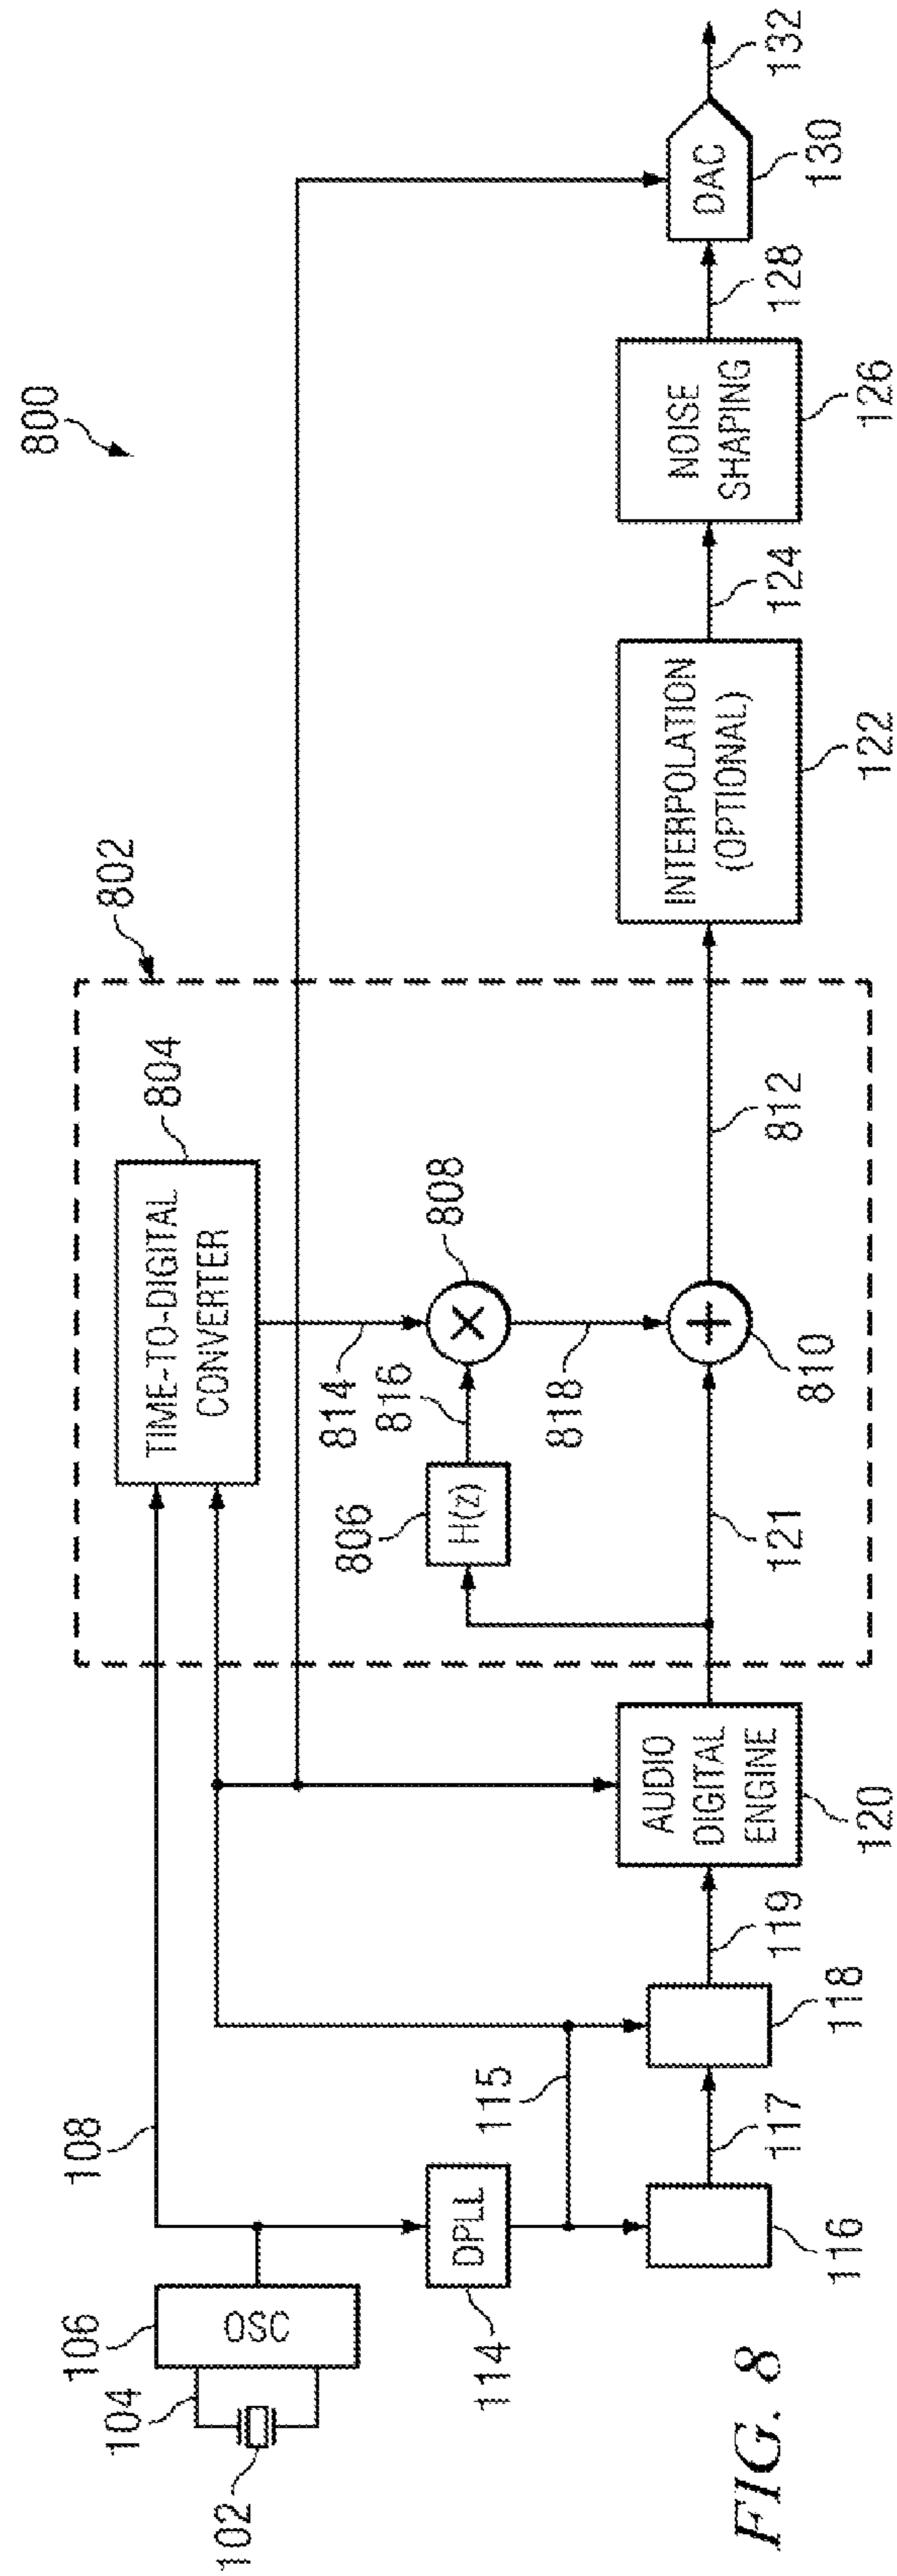 800
802
TIME-TO-DIGITAL
CONVERTER
804
108
106
OSC
104
102
DPLL
114
115
814
816
808
806
H(z)
818
810
812
121
116
117
118
119
AUDIO
DIGITAL
ENGINE
120
INTERPOLATION
(OPTIONAL)
122
124
NOISE
SHAPING
126
128
DAC
130
132
FIG. 8